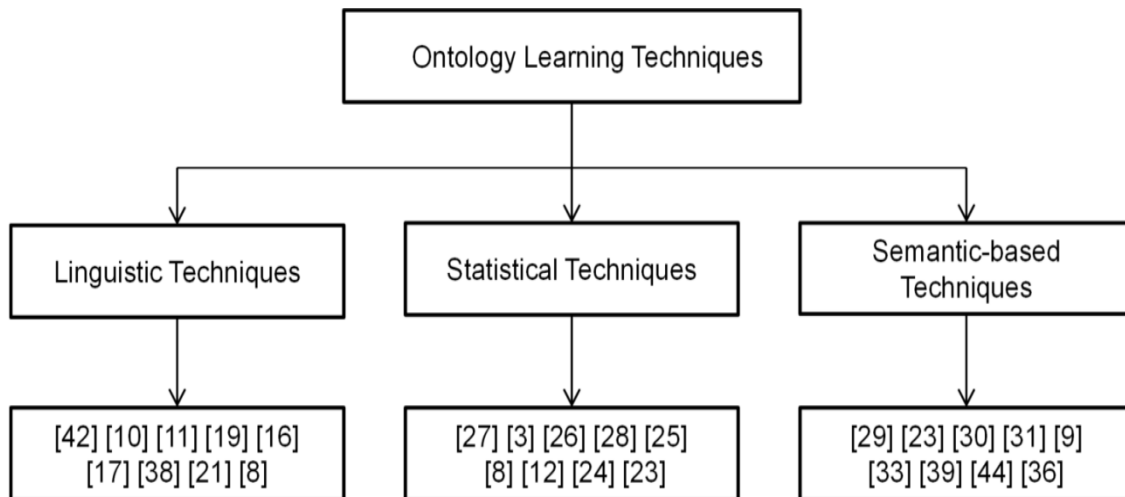 Ontology Learning Techniques
Linguistic Techniques
Statistical Techniques
Semantic-based
Techniques
[42] [10] [11] [19] [16]
[17] [38] [21] [8]
[27] [3] [26] [28] [25]
[8] [12] [24] [23]
[29] [23] [30] [31] [9]
[33] [39] [44] [36]